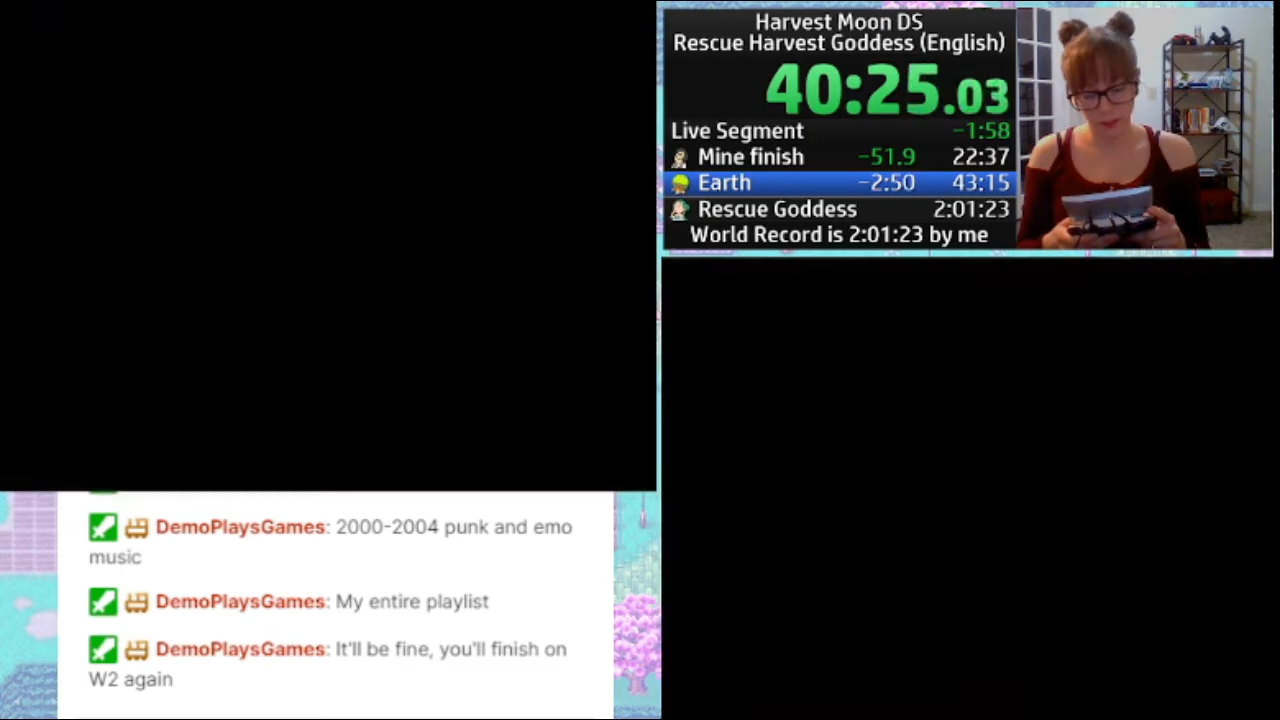 Harvest Moon DS
Rescue Harvest Goddess (English)
40:25.03
Live Segment -1:58
Mine finish -51.9 22:37
Earth -2:50 43:15
Rescue Goddess 2:01:23
World Record is 2:01:23 by me
DemoPlaysGames: 2000-2004 punk and emo
music
DemoPlaysGames: My entire playlist
DemoPlaysGames: It'll be fine, you'll finish on
W2 again